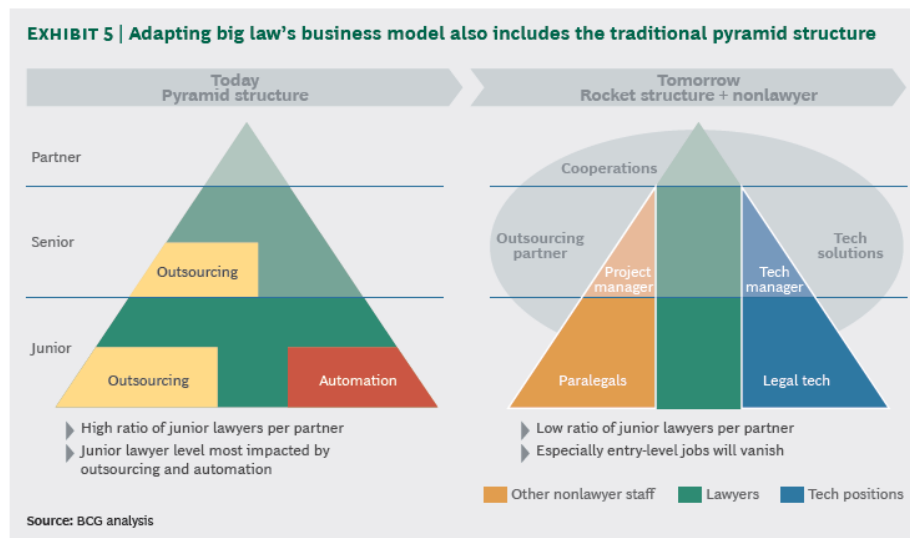 EXHIBIT 5 | Adapting big law's business model also includes the traditional pyramid structure
Today
Pyramid structure
Partner
Senior
Junior
Outsourcing
Outsourcing
Automation
High ratio of junior lawyers per partner
Junior lawyer level most impacted by
outsourcing and automation
Tomorrow
Rocket structure + nonlawyer
Cooperations
Outsourcing
partner
Tech
solutions
Project
manager
Tech
manager
Paralegals
Legal tech
Low ratio of junior lawyers per partner
Especially entry-level jobs will vanish
Other nonlawyer staff
Lawyers
Tech positions
Source: BCG analysis